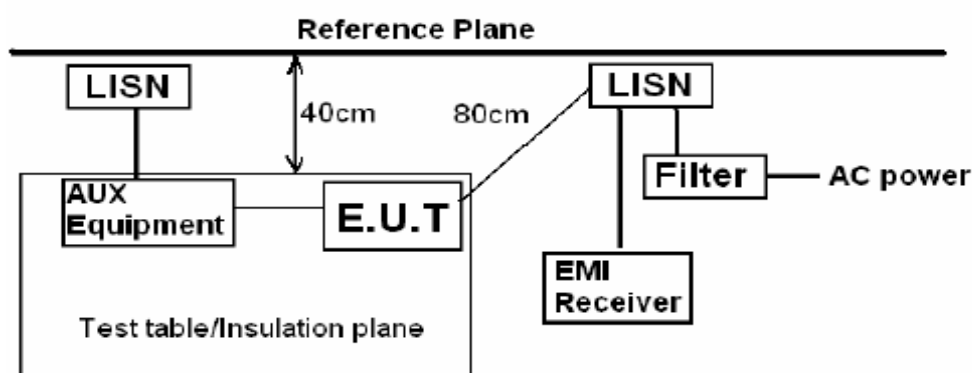 Reference Plane
LISN
40cm
80cm
LISN
Filter
AC power
AUX
Equipment
E.U.T
EMI
Receiver
Test table/Insulation plane